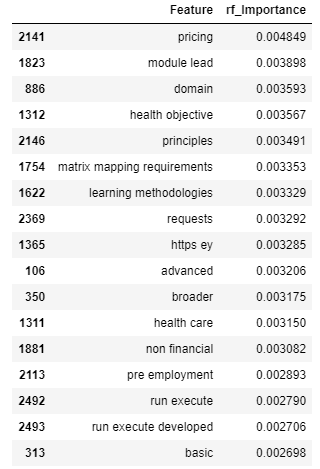 Feature rf_Importance
2141 pricing 0.004849
1823 module lead 0.003898
886 domain 0.003593
1312 health objective 0.003567
2146 principles 0.003491
1754 matrix mapping requirements 0.003353
1622 learning methodologies 0.003329
2369 requests 0.003292
1365 https ey 0.003285
106 advanced 0.003206
350 broader 0.003175
1311 health care 0.003150
1881 non financial 0.003082
2113 pre employment 0.002893
2492 run execute 0.002790
2493 run execute developed 0.002706
313 basic 0.002698